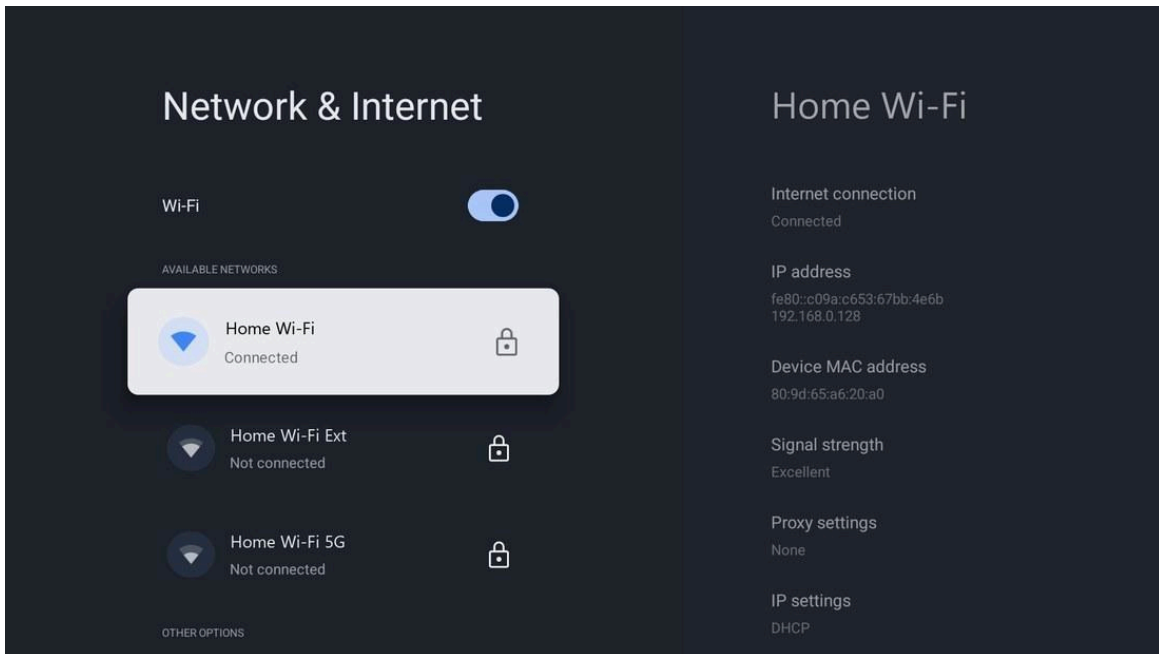 Network & Internet
Wi-Fi
AVAILABLE NETWORKS
Home Wi-Fi
Connected
Home Wi-Fi Ext
Not connected
Home Wi-Fi 5G
Not connected
OTHER OPTIONS
Home Wi-Fi
Internet connection
Connected
IP address
fe80::c09a:c653:67bb:4e6b
192.168.0.128
Device MAC address
80:9d:65:a6:20:a0
Signal strength
Excellent
Proxy settings
None
IP settings
DHCP